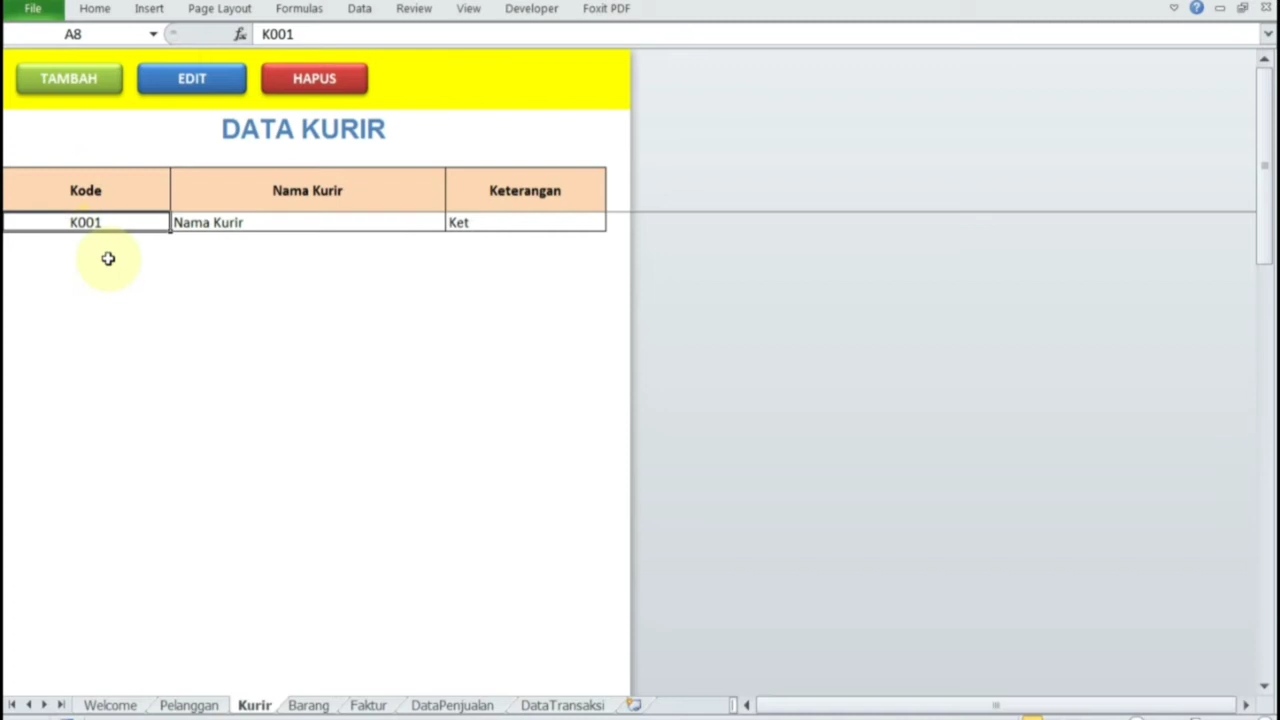 File Home Insert Page Layout Formulas Data Review View Developer Foxit PDF
A8 fx K001
TAMBAH EDIT HAPUS
DATA KURIR
Kode Nama Kurir Keterangan
K001 Nama Kurir Ket
Welcome Pelanggan Kurir Barang Faktur DataPenjualan DataTransaksi